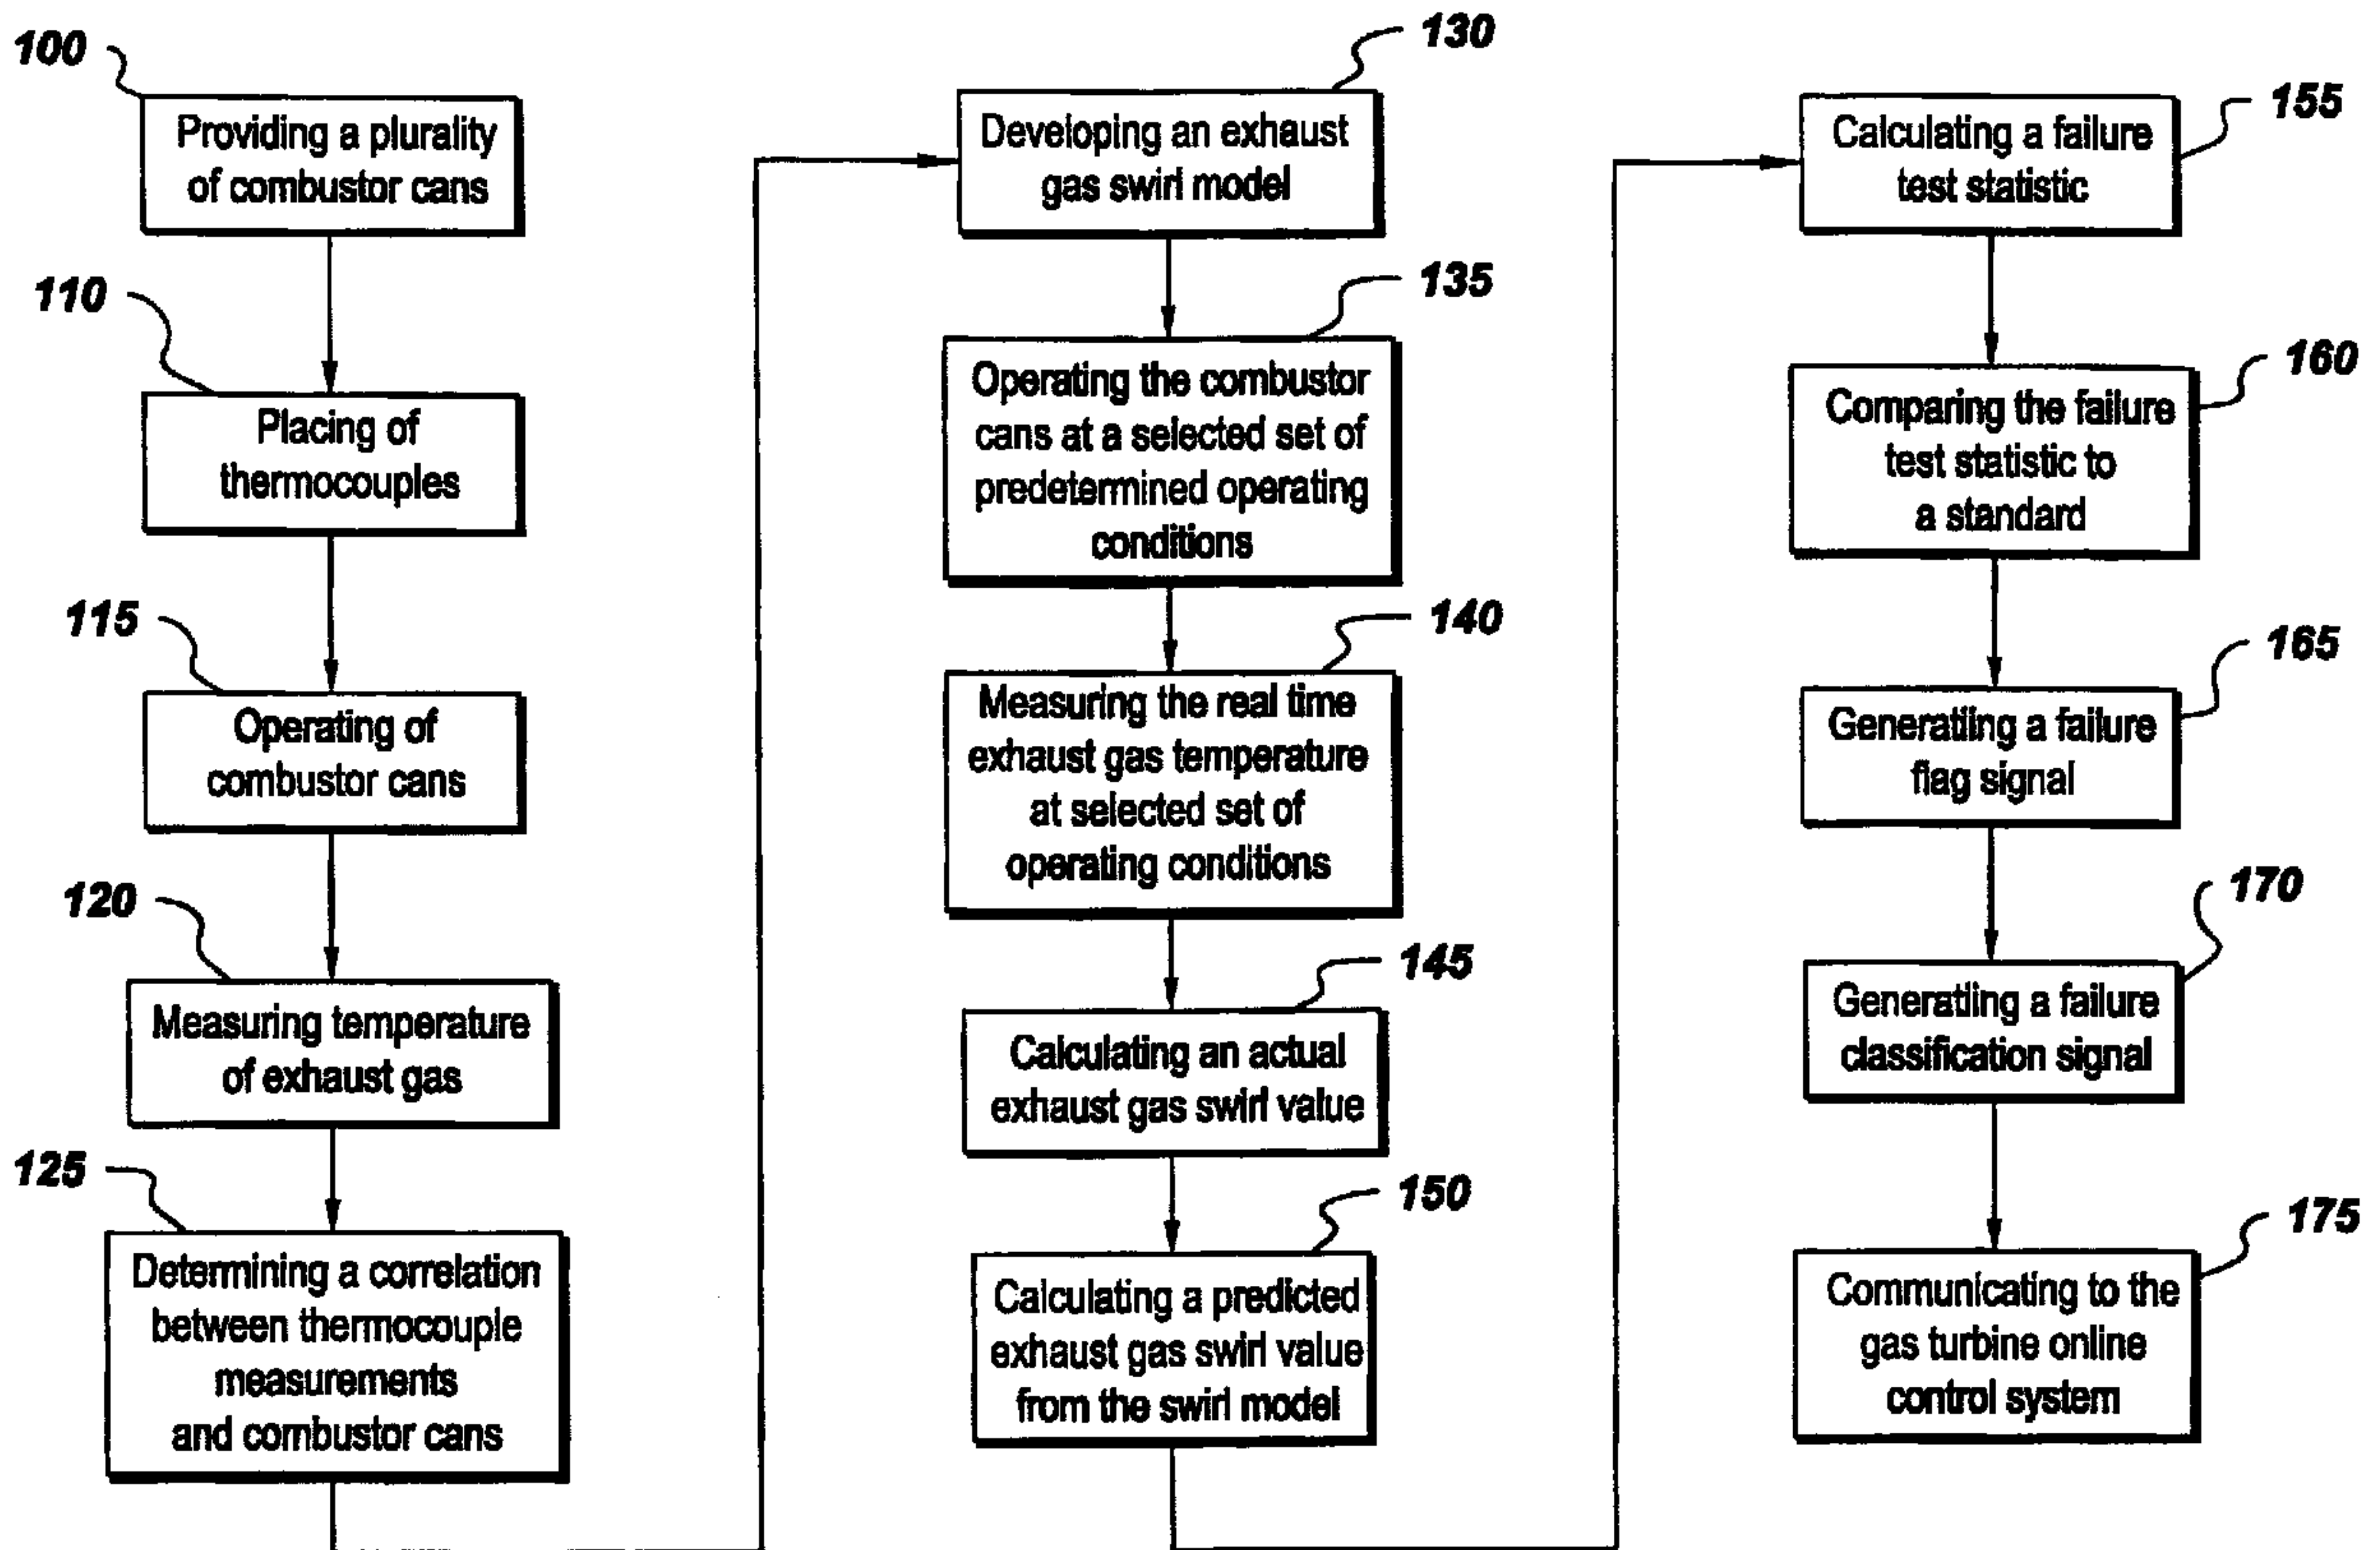 100
Providing a plurality
of combustor cans
110
Placing of
thermocouples
115
Operating of
combustor cans
120
Measuring temperature
of exhaust gas
125
Determining a correlation
between thermocouple
measurements
and combustor cans
130
Developing an exhaust
gas swirl model
135
Operating the combustor
cans at a selected set of
predetermined operating
conditions
140
Measuring the real time
exhaust gas temperature
at selected set of
operating conditions
145
Calculating an actual
exhaust gas swirl value
150
Calculating a predicted
exhaust gas swirl value
from the swirl model
155
Calculating a failure
test statistic
160
Comparing the failure
test statistic to
a standard
165
Generatiing a failure
flag signal
170
Generatiing a failure
classification signal
175
Communicating to the
gas turbine online
control system